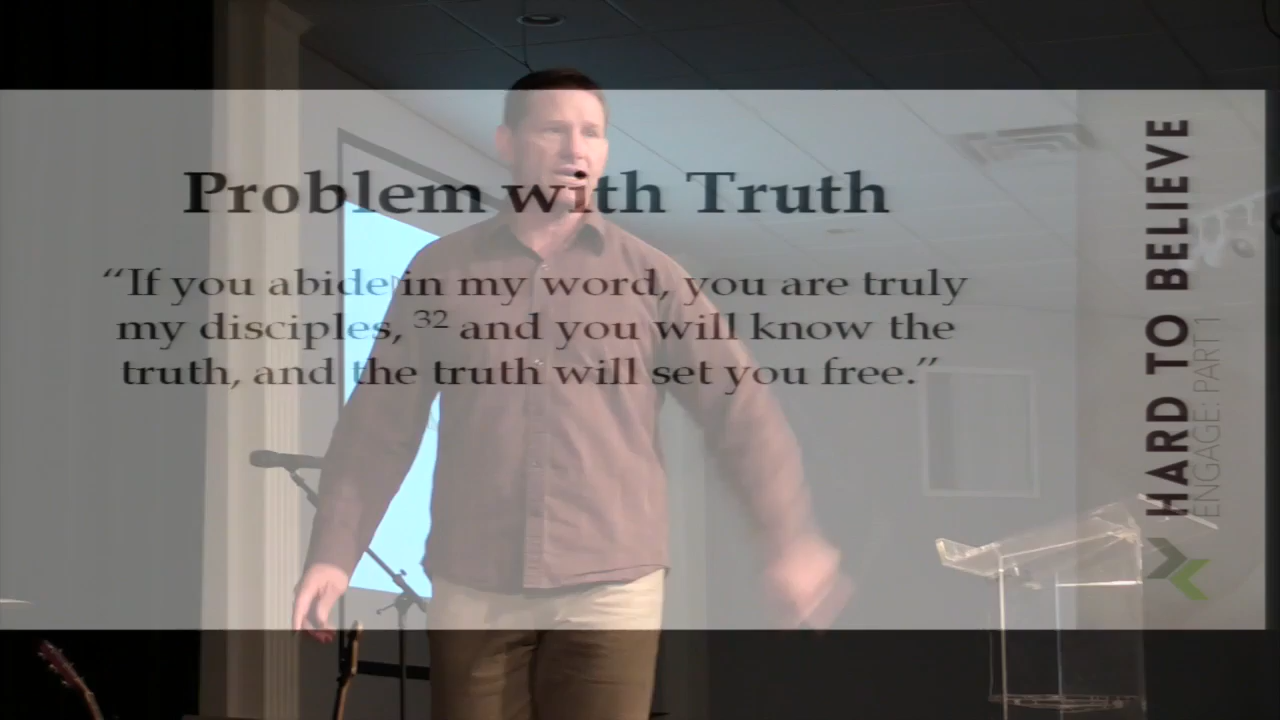 Problem with Truth
“If you abide in my word, you are truly
my disciples, 32 and you will know the
truth, and the truth will set you free.”
HARD TO BELIEVE
ENGAGE: PART 1